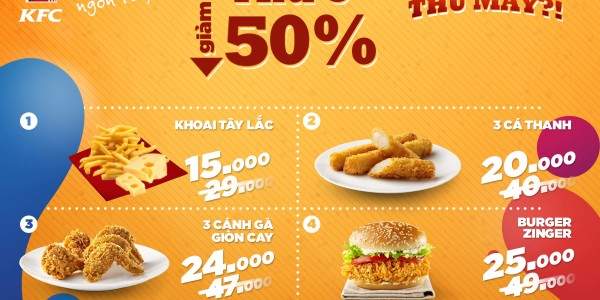 KFC
giảm
50%
THỨ MẤY?!
1
KHOAI TÂY LẮC
15.000
29.000
2
3 CÁ THANH
20.000
40.000
3
3 CÁNH GÀ
GIÒN CAY
24.000
47.000
4
BURGER
ZINGER
25.000
49.000